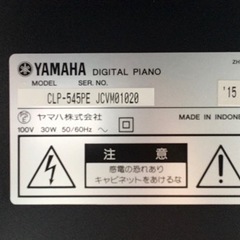 ZH
YAMAHA DIGITAL PIANO
MODEL SER. NO.
CLP-545PE JCVM01020
'15
ヤマハ株式会社
100V 30W 50/60Hz
MADE IN INDONES
注意
感電の恐れあり
キャビネットをあけるな